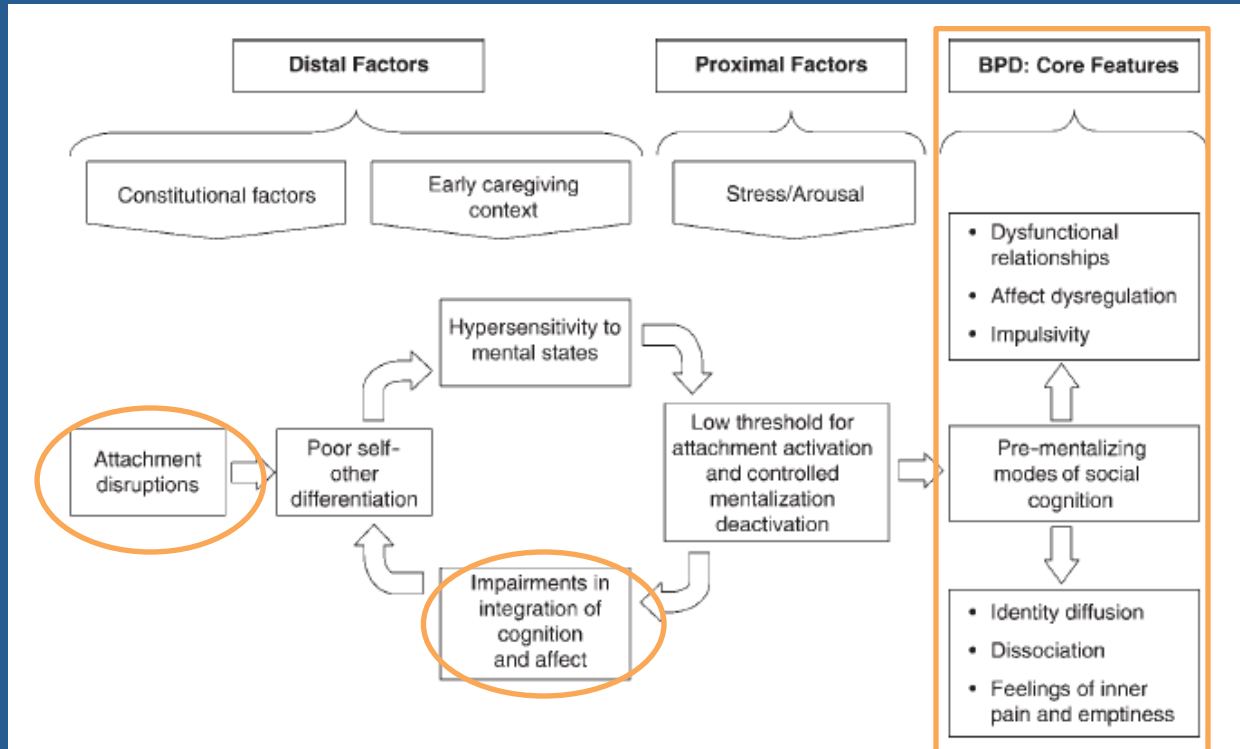 Distal Factors
Proximal Factors
BPD: Core Features
Constitutional factors
Early caregiving
context
Stress/Arousal
• Dysfunctional
relationships
• Affect dysregulation
• Impulsivity
Hypersensitivity to
mental states
Attachment
disruptions
Poor self-
other
differentiation
Low threshold for
attachment activation
and controlled
mentalization
deactivation
Pre-mentalizing
modes of social
cognition
Impairments in
integration of
cognition
and affect
• Identity diffusion
• Dissociation
• Feelings of inner
pain and emptiness